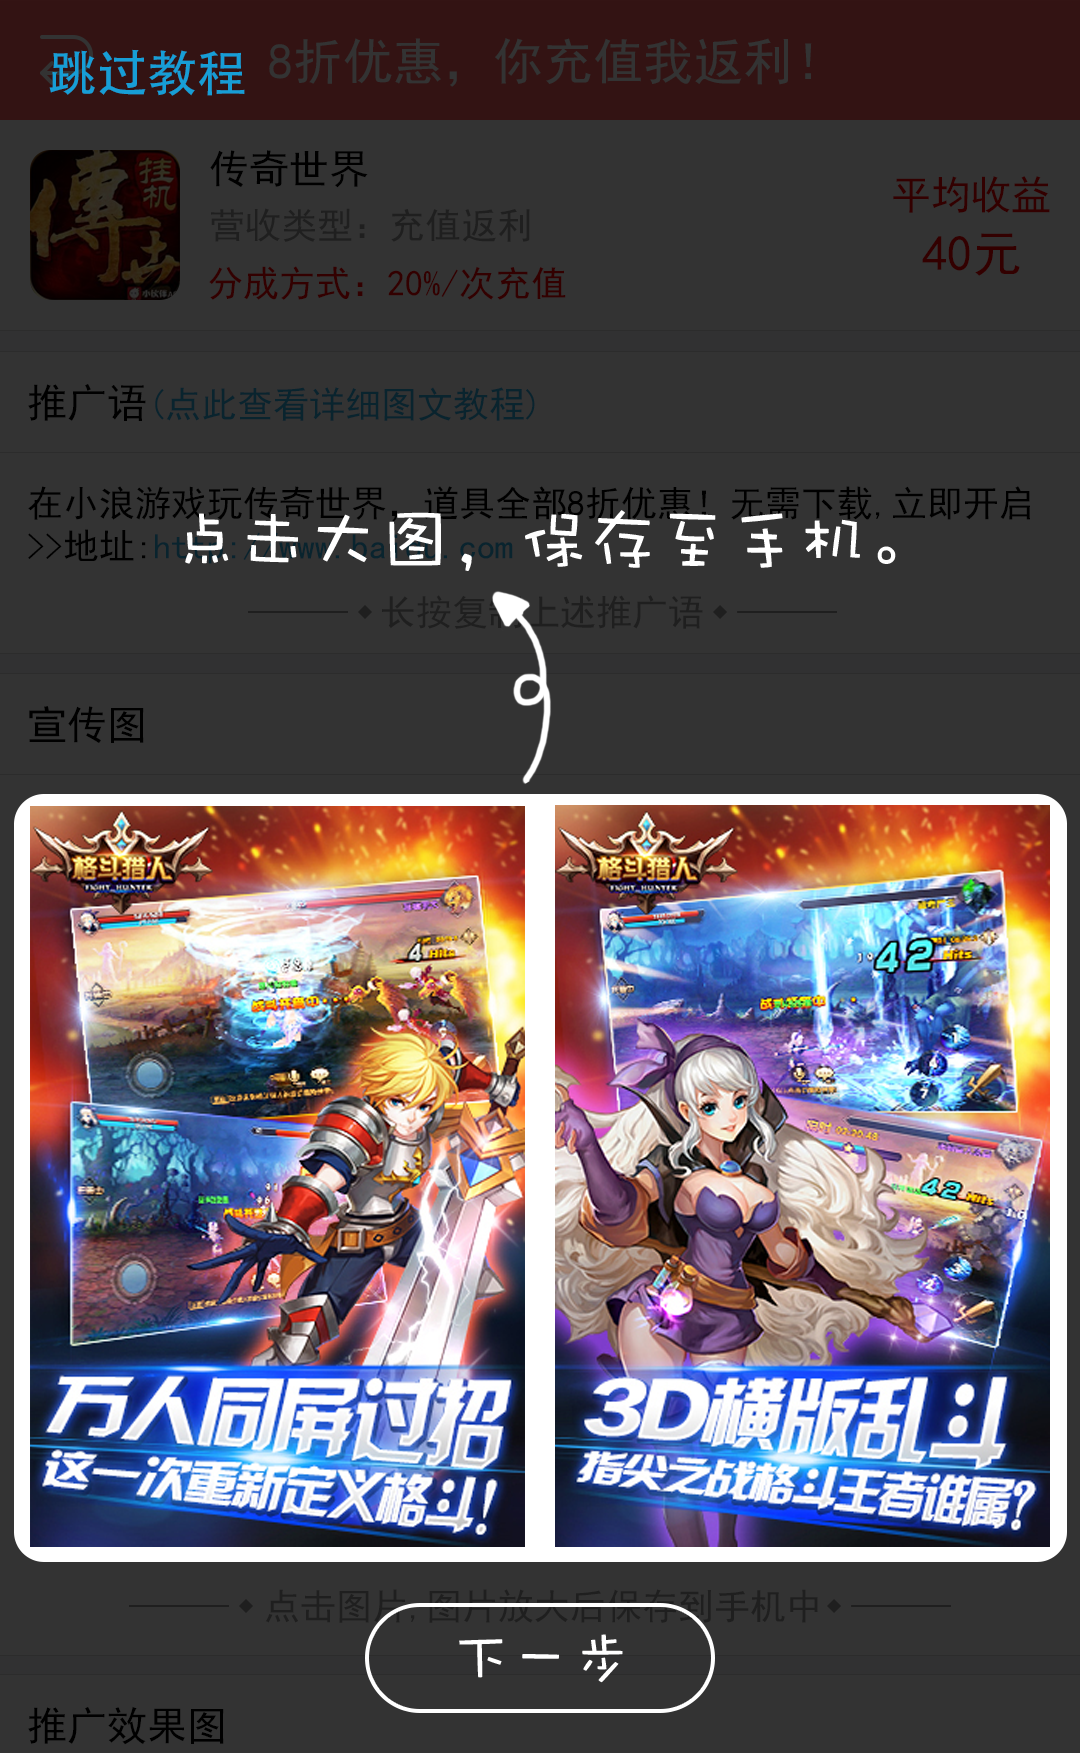 跳过教程
8折优惠，你充值我返利！
挂机
傳世
小伙伴
传奇世界
营收类型：充值返利
分成方式：20%/次充值
平均收益
40元
推广语(点此查看详细图文教程)
在小浪游戏玩传奇世界，道具全部8折优惠！无需下载,立即开启
>>地址:http://www.baidu.com
点击大图，保存至手机。
长按复制上述推广语
宣传图
格斗猎人
FIGHT HUNTER
4 Hits
万人同屏过招
这一次重新定义格斗!
格斗猎人
FIGHT HUNTER
42 Hits
42 Hits
3D横版乱斗
指尖之战格斗王者谁属?
点击图片,图片放大后保存到手机中
下一步
推广效果图